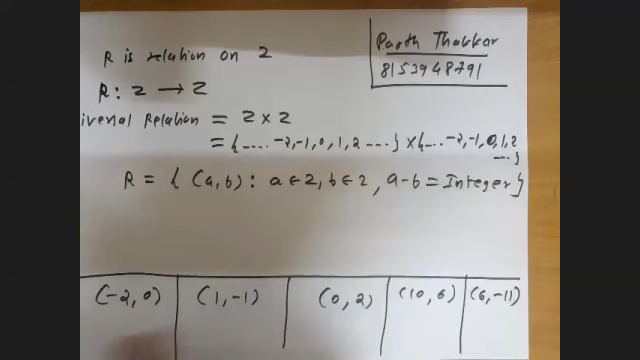 Parth Thakkar
8153948791
R is relation on Z
R: Z → Z
iversal Relation = Z × Z
= {.... -2, -1, 0, 1, 2 ....} × {... -2, -1, 0, 1, 2
...}
R = { (a, b) : a ∈ Z, b ∈ Z, a-b = Integer }
(-2, 0) (1, -1) (0, 2) (10, 6) (6, -11)